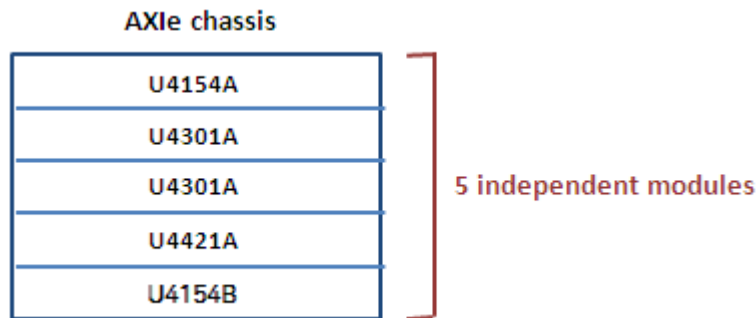 AXIe chassis
U4154A
U4301A
U4301A
U4421A
U4154B
5 independent modules